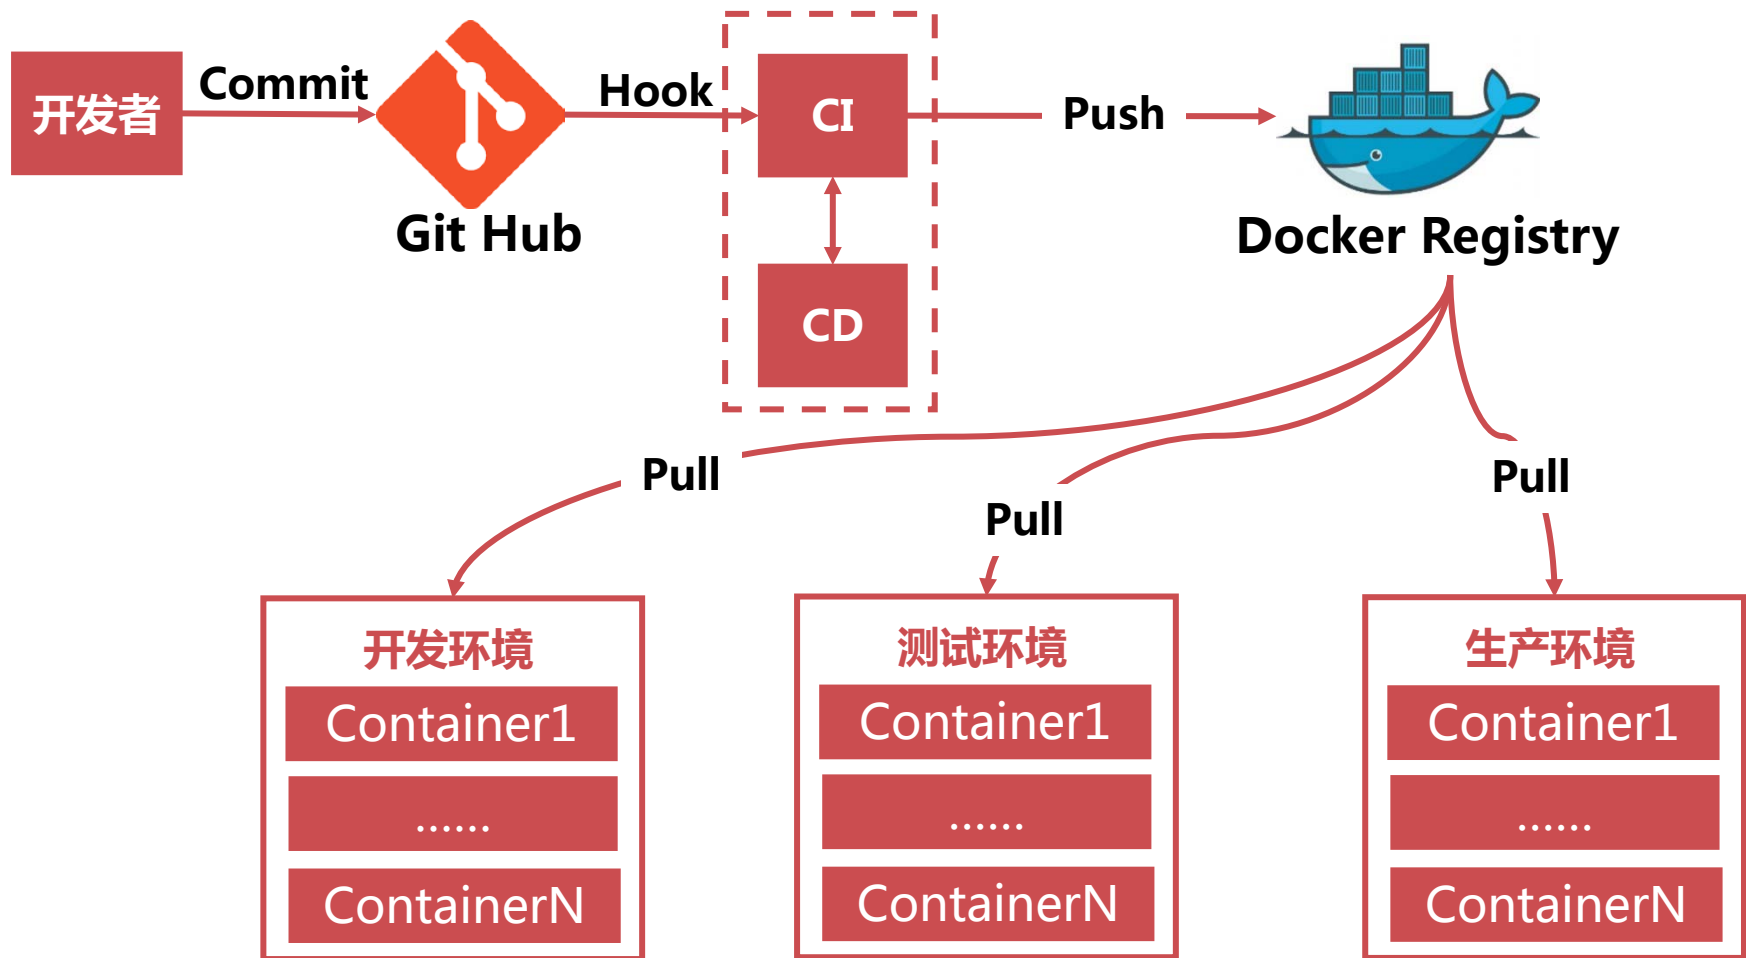 开发者
Commit
Git Hub
Hook
CI
CD
Push
Docker Registry
Pull
Pull
Pull
开发环境
Container1
......
ContainerN
测试环境
Container1
......
ContainerN
生产环境
Container1
......
ContainerN